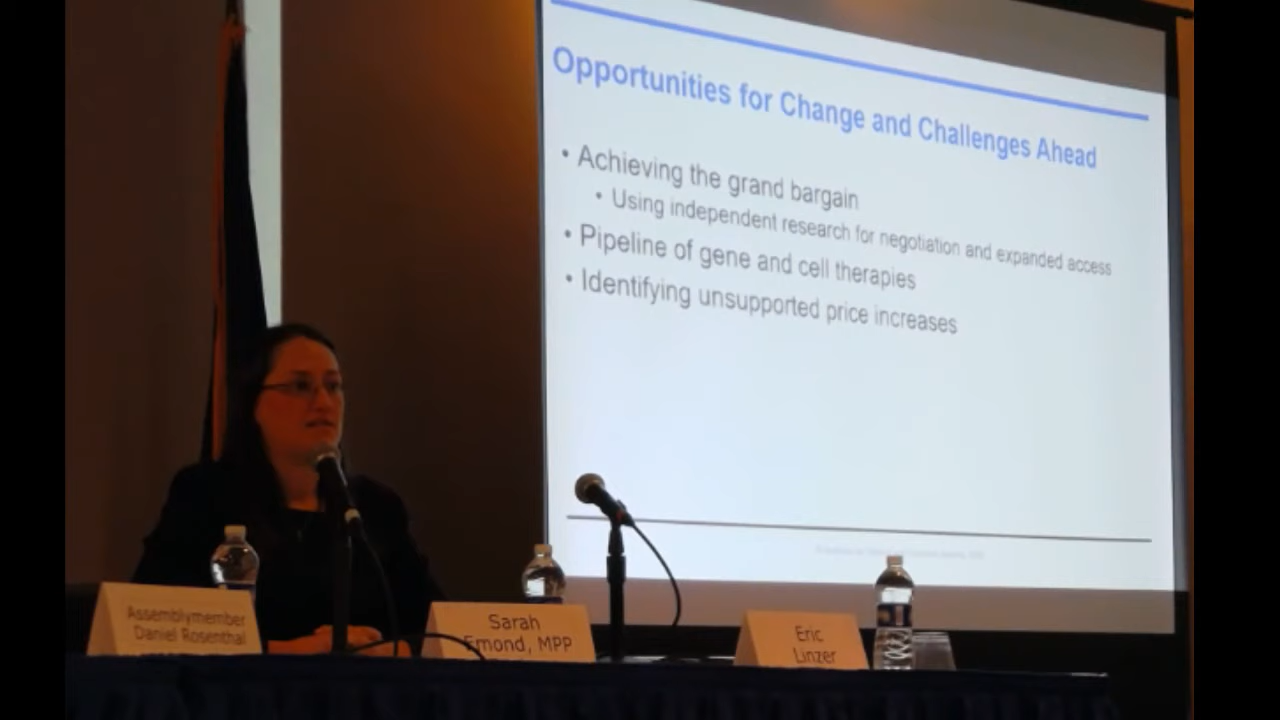 Opportunities for Change and Challenges Ahead
• Achieving the grand bargain
• Using independent research for negotiation and expanded access
• Pipeline of gene and cell therapies
• Identifying unsupported price increases
Assemblymember
Daniel Rosenthal
Sarah
Emond, MPP
Eric
Linzer